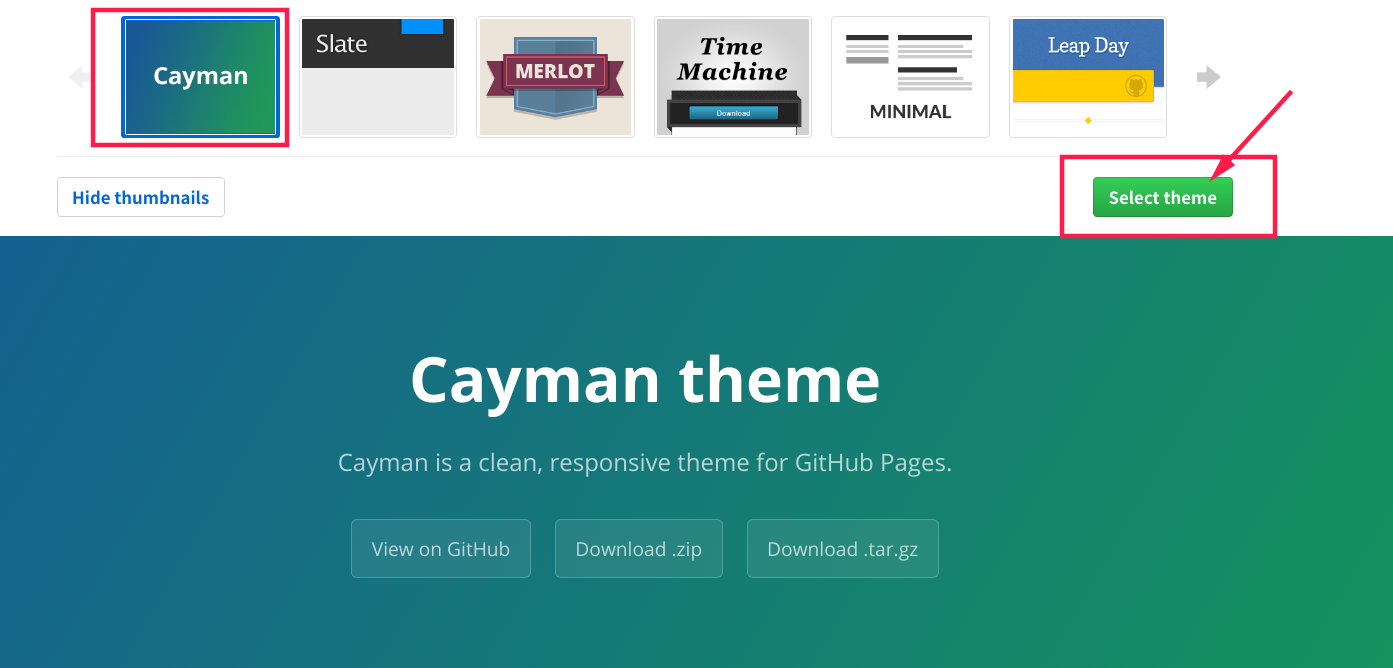 Cayman
Slate
MERLOT
Time
Machine
Download
MINIMAL
Leap Day
Hide thumbnails
Select theme
Cayman theme
Cayman is a clean, responsive theme for GitHub Pages.
View on GitHub
Download .zip
Download .tar.gz